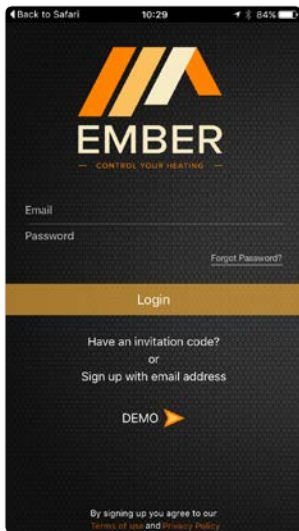 Back to Safari 10:29 84%
EMBER
CONTROL YOUR HEATING
Email
Password
Forgot Password?
Login
Have an invitation code?
or
Sign up with email address
DEMO
By signing up you agree to our
Terms of use and Privacy Policy